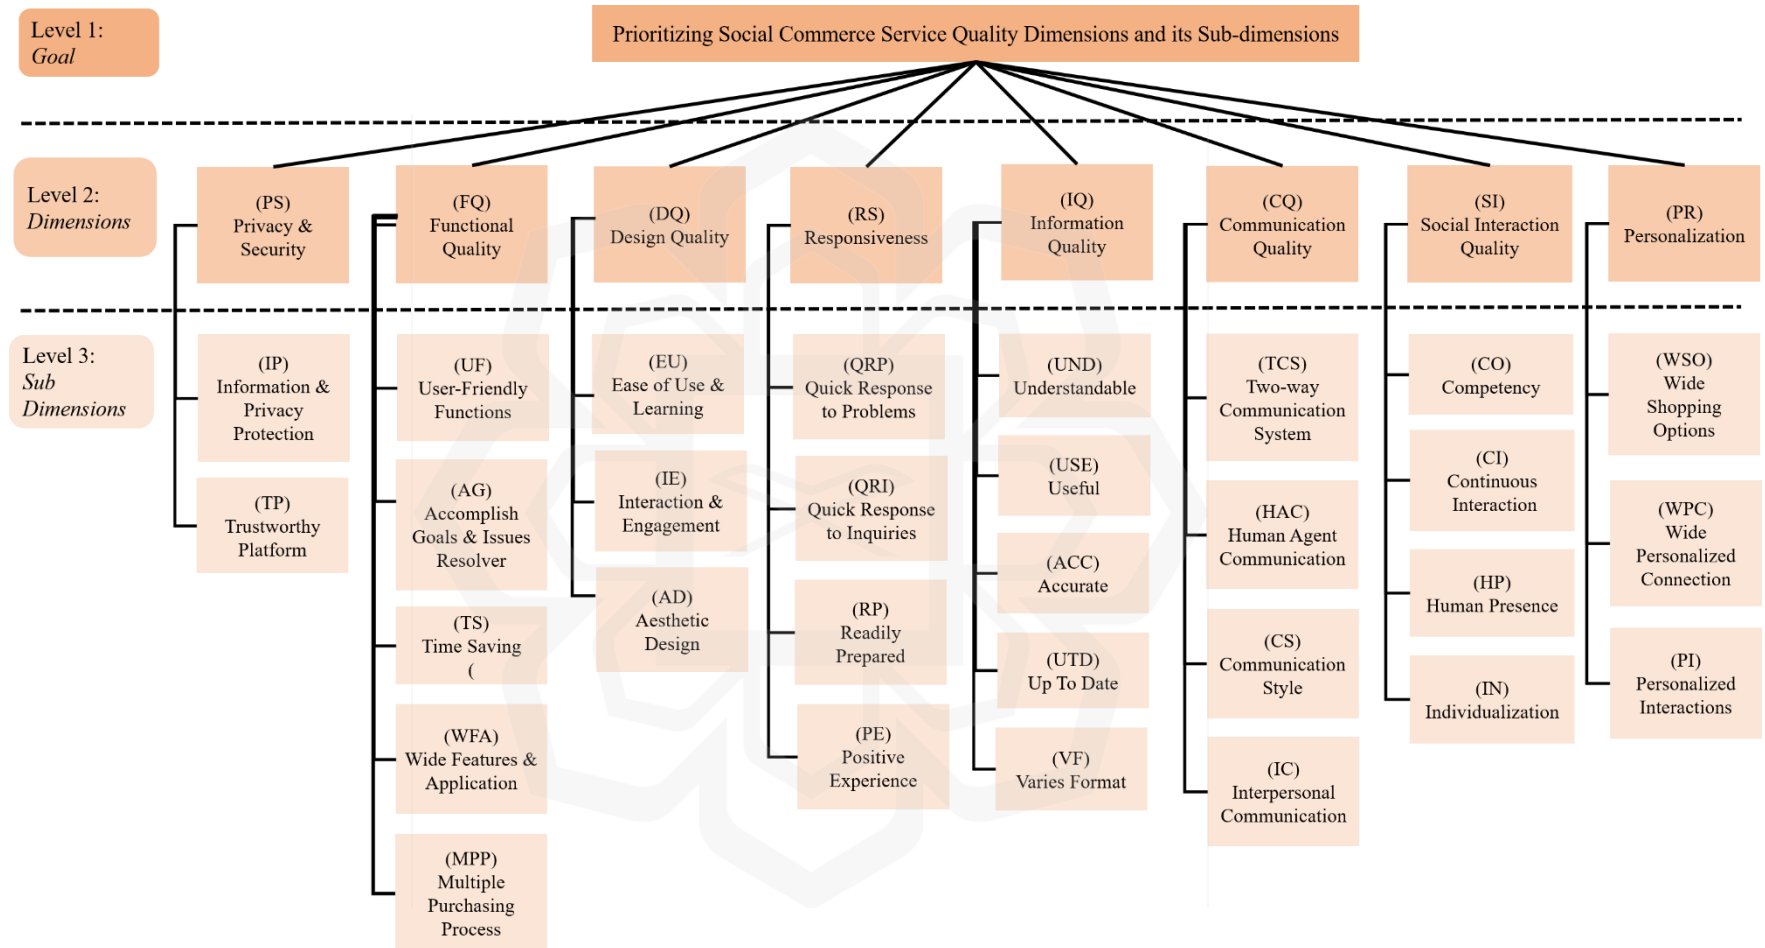 Level 1:
Goal
Prioritizing Social Commerce Service Quality Dimensions and its Sub-dimensions
Level 2:
Dimensions
(PS)
Privacy &
Security
(FQ)
Functional
Quality
(DQ)
Design Quality
(RS)
Responsiveness
(IQ)
Information
Quality
(CQ)
Communication
Quality
(SI)
Social Interaction
Quality
(PR)
Personalization
Level 3:
Sub
Dimensions
(IP)
Information &
Privacy
Protection
(TP)
Trustworthy
Platform
(UF)
User-Friendly
Functions
(AG)
Accomplish
Goals & Issues
Resolver
(TS)
Time Saving
(
(WFA)
Wide Features &
Application
(MPP)
Multiple
Purchasing
Process
(EU)
Ease of Use &
Learning
(IE)
Interaction &
Engagement
(AD)
Aesthetic
Design
(QRP)
Quick Response
to Problems
(QRI)
Quick Response
to Inquiries
(RP)
Readily
Prepared
(PE)
Positive
Experience
(UND)
Understandable
(USE)
Useful
(ACC)
Accurate
(UTD)
Up To Date
(VF)
Varies Format
(TCS)
Two-way
Communication
System
(HAC)
Human Agent
Communication
(CS)
Communication
Style
(IC)
Interpersonal
Communication
(CO)
Competency
(CI)
Continuous
Interaction
(HP)
Human Presence
(IN)
Individualization
(WSO)
Wide
Shopping
Options
(WPC)
Wide
Personalized
Connection
(PI)
Personalized
Interactions